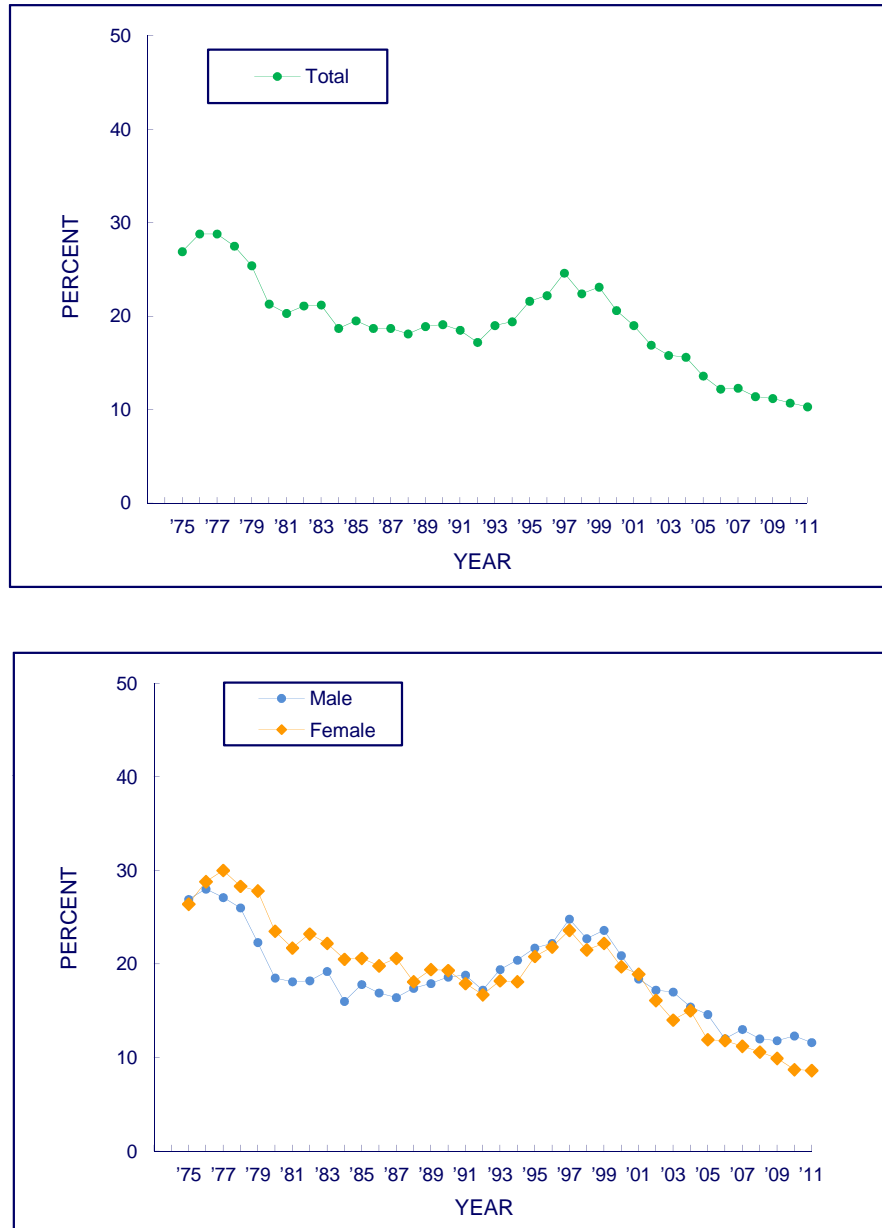 50
Total
40
30
PERCENT
20
10
0
’75 ’77 ’79 ’81 ’83 ’85 ’87 ’89 ’91 ’93 ’95 ’97 ’99 ’01 ’03 ’05 ’07 ’09 ’11
YEAR
50
Male
Female
40
30
PERCENT
20
10
0
’75 ’77 ’79 ’81 ’83 ’85 ’87 ’89 ’91 ’93 ’95 ’97 ’99 ’01 ’03 ’05 ’07 ’09 ’11
YEAR